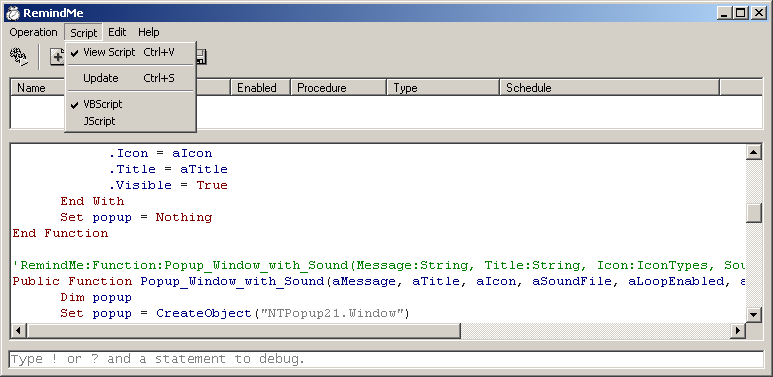 RemindMe
Operation Script Edit Help
View Script Ctrl+V
Update Ctrl+S
VBScript
JScript
Name Enabled Procedure Type Schedule
.Icon = aIcon
.Title = aTitle
.Visible = True
End With
Set popup = Nothing
End Function
'RemindMe:Function:Popup_Window_with_Sound(Message:String, Title:String, Icon:IconTypes, Sou
Public Function Popup_Window_with_Sound(aMessage, aTitle, aIcon, aSoundFile, aLoopEnabled, a
Dim popup
Set popup = CreateObject("NTPopup21.Window")
Type ! or ? and a statement to debug.